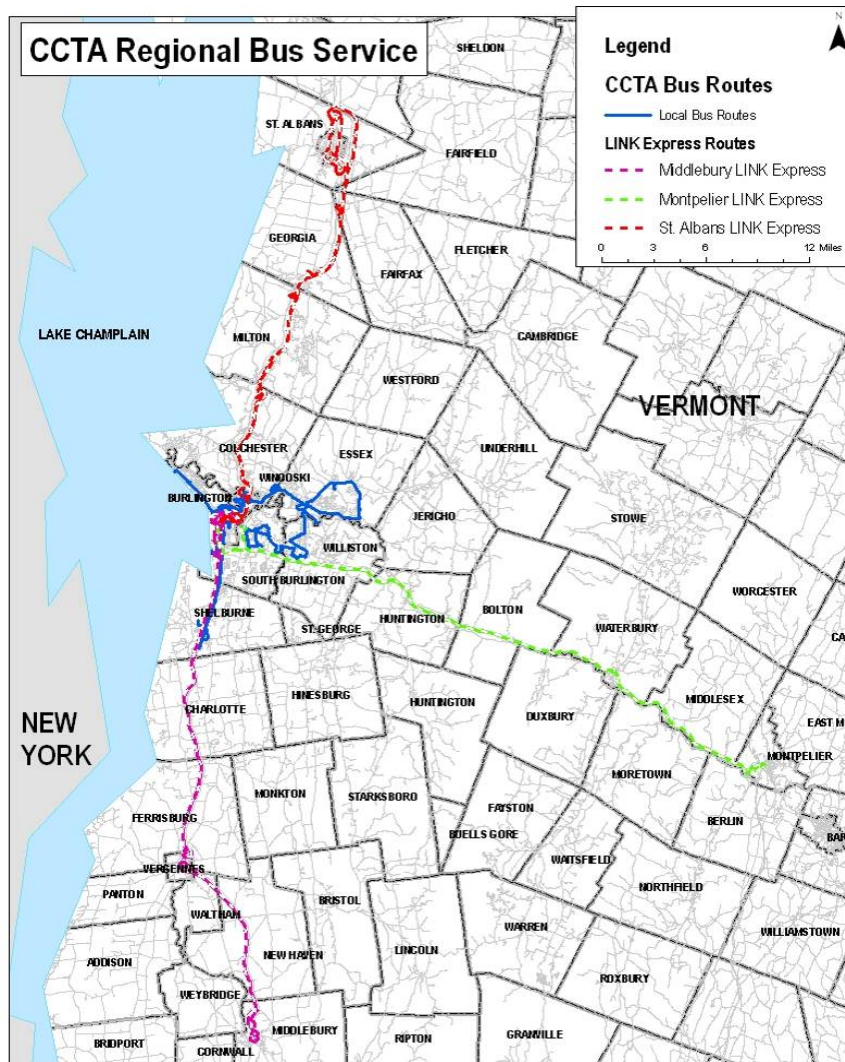 CCTA Regional Bus Service
N
Legend
CCTA Bus Routes
Local Bus Routes
LINK Express Routes
Middlebury LINK Express
Montpelier LINK Express
St. Albans LINK Express
0 3 6 12 Miles
SHELDON
ST. ALBANS
FAIRFIELD
GEORGIA
FLETCHER
FAIRFAX
LAKE CHAMPLAIN
MILTON
CAMBRIDGE
WESTFORD
VERMONT
COLCHESTER
ESSEX
UNDERHILL
WINOOSKI
BURLINGTON
JERICHO
STOWE
WILLISTON
SOUTH BURLINGTON
WORCESTER
SHELBURNE
ST. GEORGE
HUNTINGTON
BOLTON
WATERBURY
CA
HINESBURG
HUNTINGTON
MIDDLESEX
CHARLOTTE
DUXBURY
EAST M
NEW
YORK
MONTPELIER
MORETOWN
MONKTON
STARKSBORO
FAYSTON
FERRISBURG
BERLIN
BUELLS GORE
BAR
WAITSFIELD
VERGENNES
PANTON
NORTHFIELD
BRISTOL
WALTHAM
WARREN
WILLIAMSTOWN
LINCOLN
NEW HAVEN
ADDISON
ROXBURY
WEYBRIDGE
MIDDLEBURY
GRANVILLE
RIPTON
BRIDPORT
CORNWALL